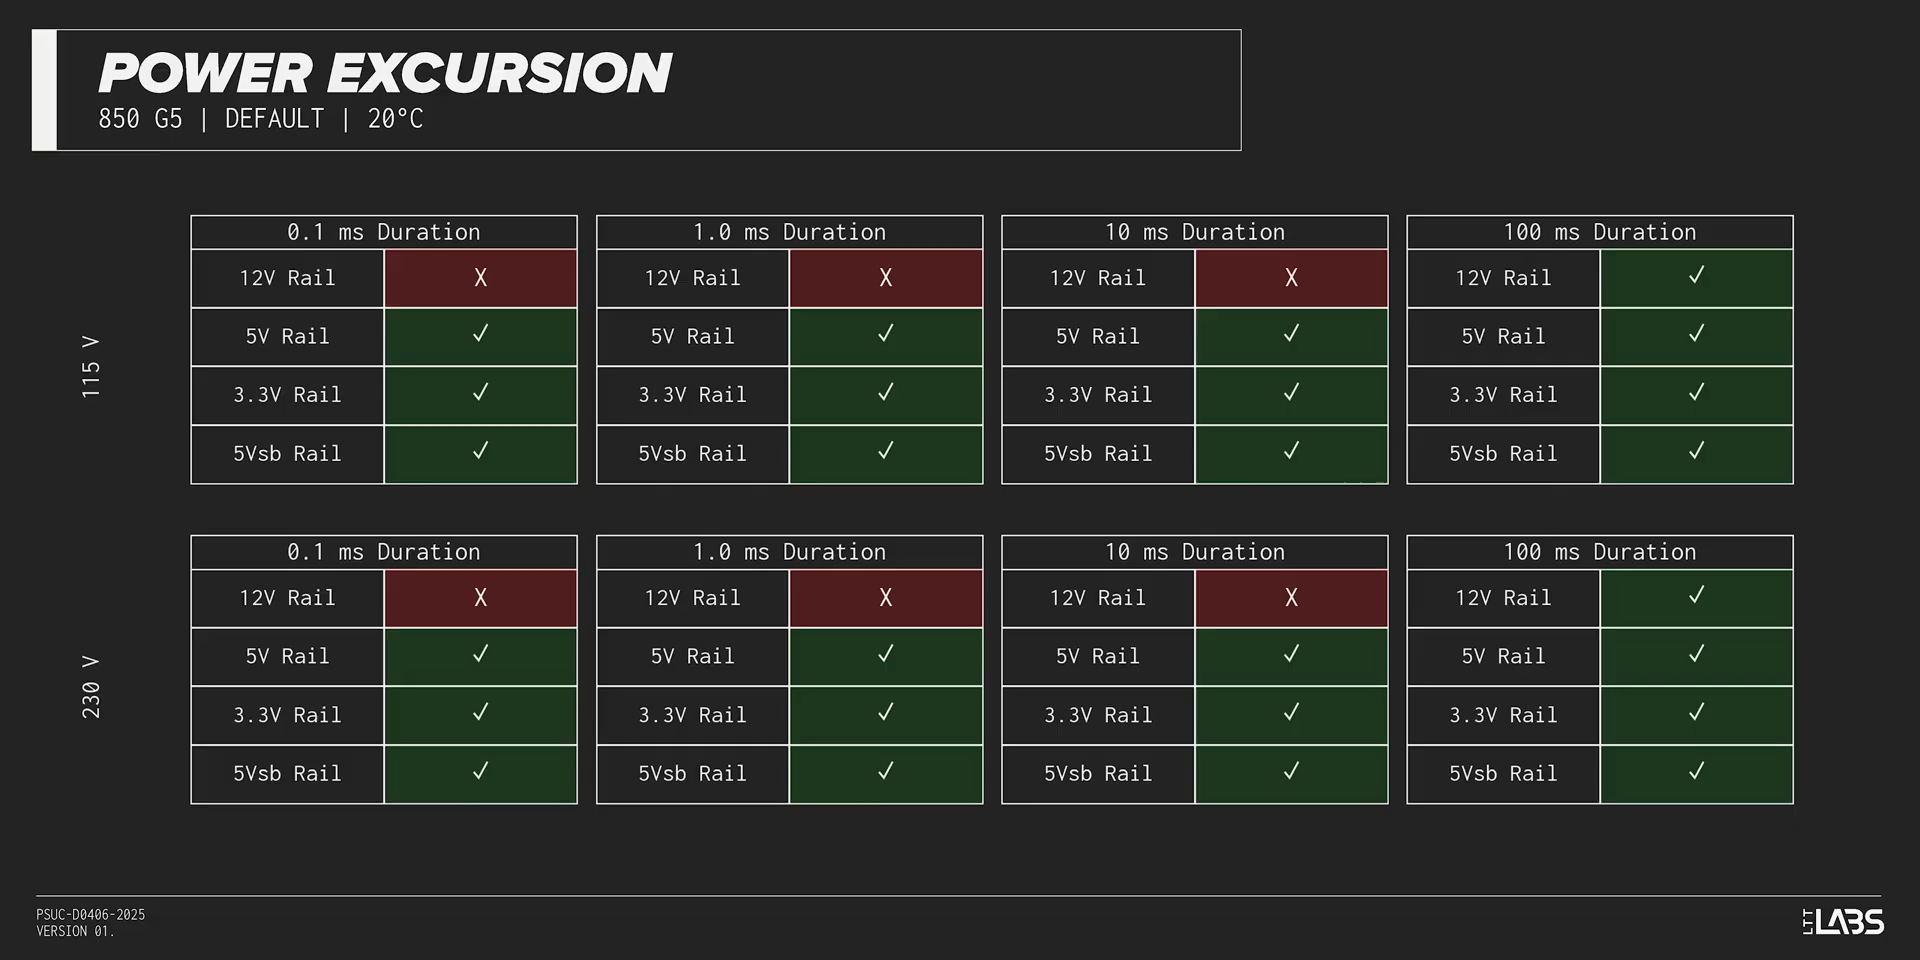 POWER EXCURSION
850 G5 | DEFAULT | 20°C
115 V
0.1 ms Duration 1.0 ms Duration 10 ms Duration 100 ms Duration
12V Rail X 12V Rail X 12V Rail X 12V Rail ✓
5V Rail ✓ 5V Rail ✓ 5V Rail ✓ 5V Rail ✓
3.3V Rail ✓ 3.3V Rail ✓ 3.3V Rail ✓ 3.3V Rail ✓
5Vsb Rail ✓ 5Vsb Rail ✓ 5Vsb Rail ✓ 5Vsb Rail ✓
230 V
0.1 ms Duration 1.0 ms Duration 10 ms Duration 100 ms Duration
12V Rail X 12V Rail X 12V Rail X 12V Rail ✓
5V Rail ✓ 5V Rail ✓ 5V Rail ✓ 5V Rail ✓
3.3V Rail ✓ 3.3V Rail ✓ 3.3V Rail ✓ 3.3V Rail ✓
5Vsb Rail ✓ 5Vsb Rail ✓ 5Vsb Rail ✓ 5Vsb Rail ✓
PSUC-D0406-2025
VERSION 01.
LTT LABS